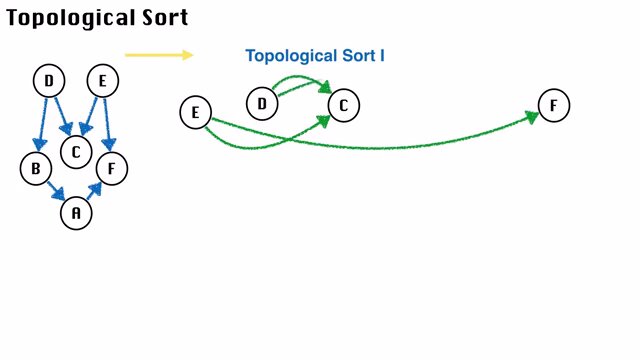 Topological Sort
Topological Sort I
D E
E D C F
C
B F
A